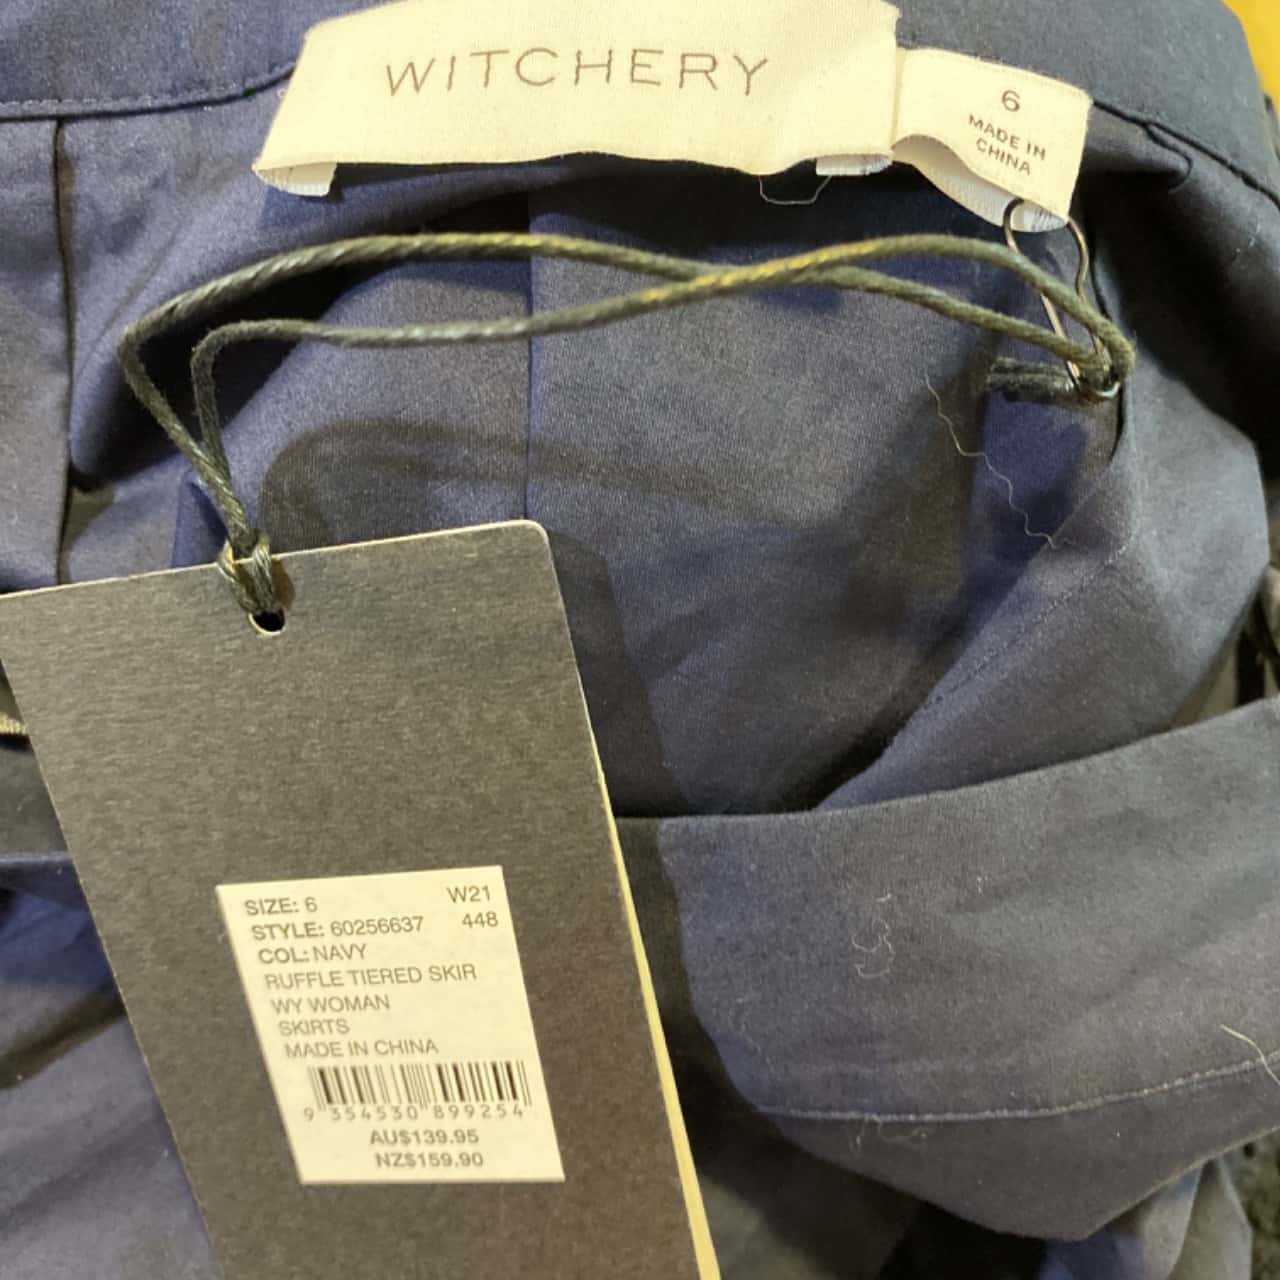 WITCHERY
6
MADE IN
CHINA
SIZE: 6 W21
STYLE: 60256637 448
COL: NAVY
RUFFLE TIERED SKIR
WY WOMAN
SKIRTS
MADE IN CHINA
9 354530 899254
AU$139.95
NZ$159.90